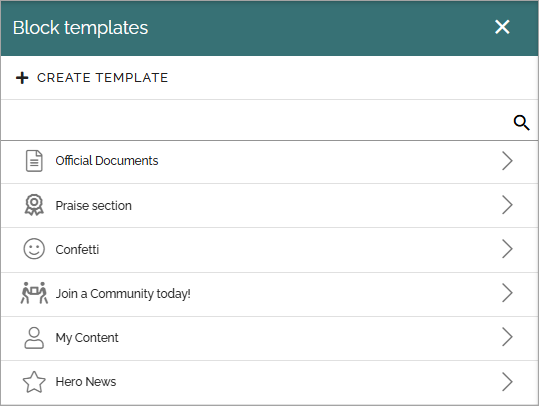 Block templates
CREATE TEMPLATE
Official Documents
Praise section
Confetti
Join a Community today!
My Content
Hero News